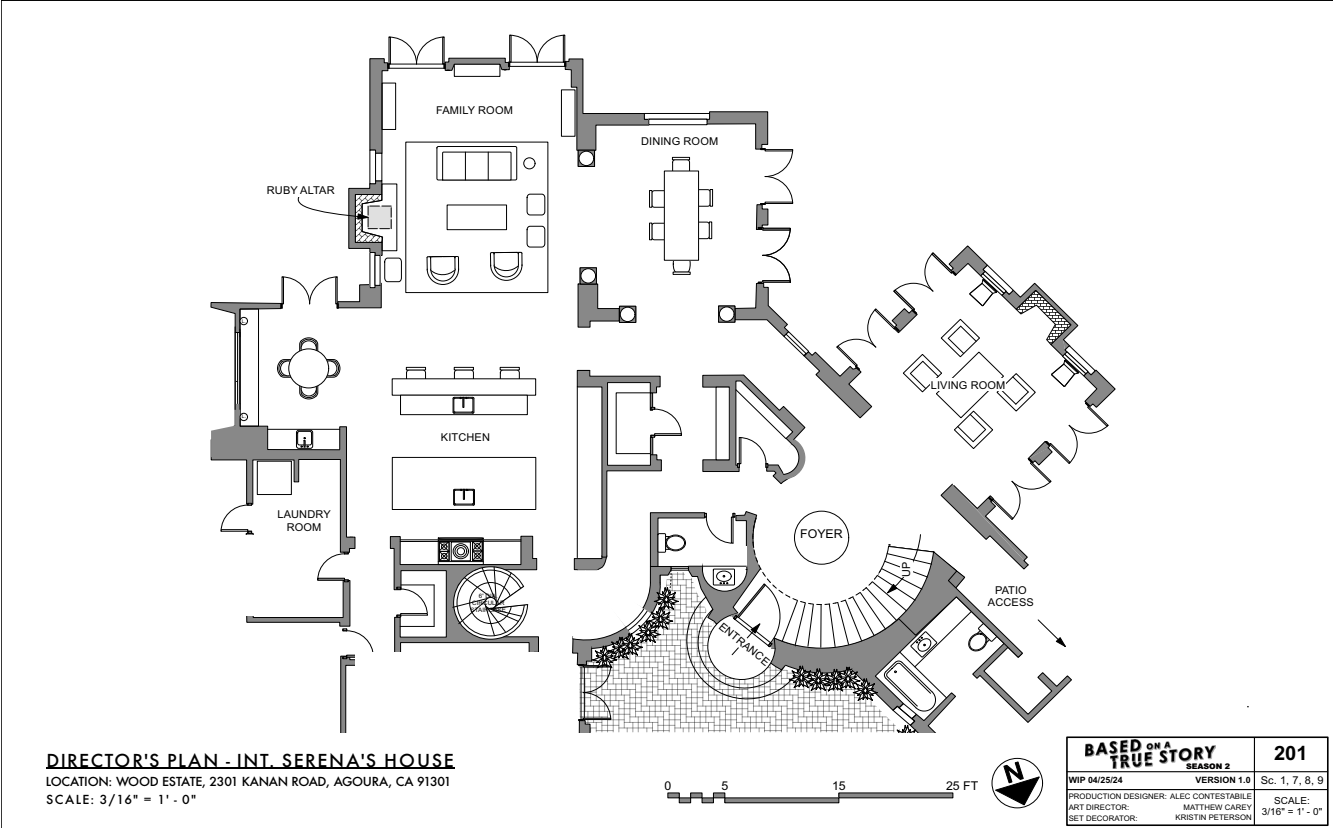 FAMILY ROOM
DINING ROOM
RUBY ALTAR
LIVING ROOM
KITCHEN
LAUNDRY
ROOM
FOYER
UP
PATIO
ACCESS
ENTRANCE
DIRECTOR'S PLAN - INT. SERENA'S HOUSE
LOCATION: WOOD ESTATE, 2301 KANAN ROAD, AGOURA, CA 91301
SCALE: 3/16" = 1' - 0"
0 5 15 25 FT
N
BASED ON A
TRUE STORY
SEASON 2
201
WIP 04/25/24 VERSION 1.0
Sc. 1, 7, 8, 9
PRODUCTION DESIGNER: ALEC CONTESTABILE
ART DIRECTOR: MATTHEW CAREY
SET DECORATOR: KRISTIN PETERSON
SCALE:
3/16" = 1' - 0"